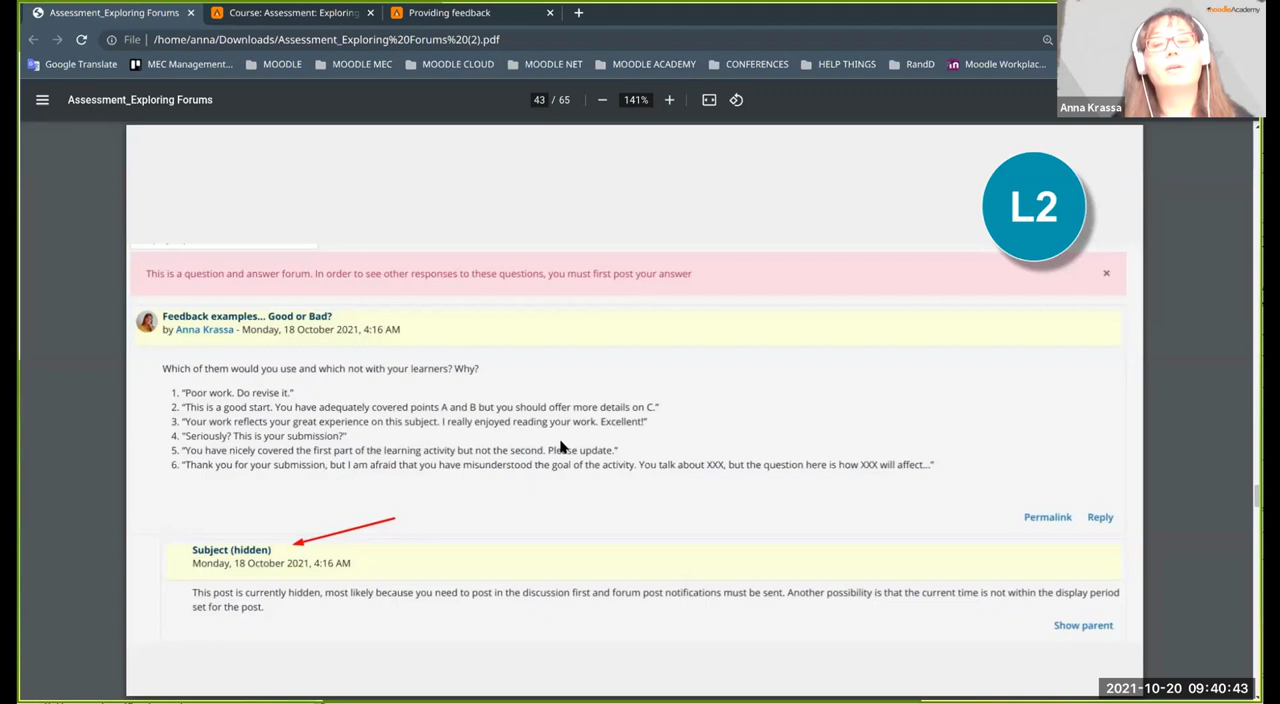 Assessment_Exploring Forums
Course: Assessment: Exploring
Providing feedback
File
/home/anna/Downloads/Assessment_Exploring%20Forums%20(2).pdf
Google Translate
MEC Management...
MOODLE
MOODLE MEC
MOODLE CLOUD
MOODLE NET
MOODLE ACADEMY
CONFERENCES
HELP THINGS
RandD
Moodle Workplac...
moodleAcademy
Anna Krassa
Assessment_Exploring Forums
43 / 65
141%
L2
This is a question and answer forum. In order to see other responses to these questions, you must first post your answer
Feedback examples... Good or Bad?
by Anna Krassa - Monday, 18 October 2021, 4:16 AM
Which of them would you use and which not with your learners? Why?
1. "Poor work. Do revise it."
2. "This is a good start. You have adequately covered points A and B but you should offer more details on C."
3. "Your work reflects your great experience on this subject. I really enjoyed reading your work. Excellent!"
4. "Seriously? This is your submission?"
5. "You have nicely covered the first part of the learning activity but not the second. Please update."
6. "Thank you for your submission, but I am afraid that you have misunderstood the goal of the activity. You talk about XXX, but the question here is how XXX will affect..."
Permalink Reply
Subject (hidden)
Monday, 18 October 2021, 4:16 AM
This post is currently hidden, most likely because you need to post in the discussion first and forum post notifications must be sent. Another possibility is that the current time is not within the display period
set for the post.
Show parent
2021-10-20 09:40:43